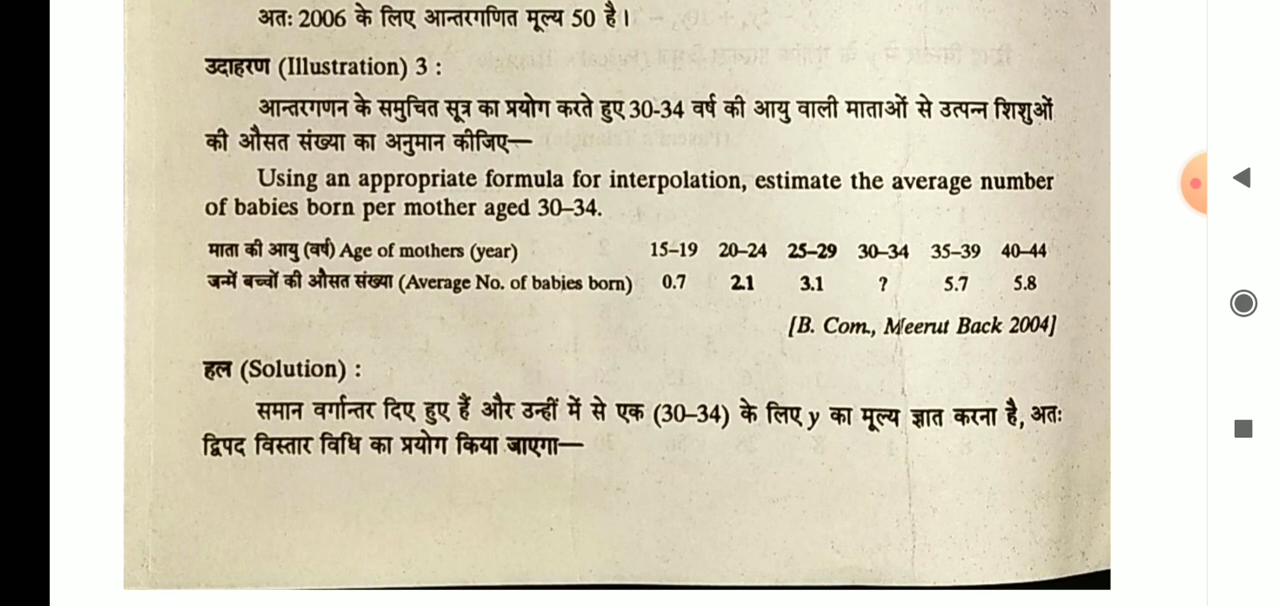 अतः 2006 के लिए आन्तरगणित मूल्य 50 है।
उदाहरण (Illustration) 3 :
आन्तरगणन के समुचित सूत्र का प्रयोग करते हुए 30-34 वर्ष की आयु वाली माताओं से उत्पन्न शिशुओं
की औसत संख्या का अनुमान कीजिए—
Using an appropriate formula for interpolation, estimate the average number
of babies born per mother aged 30–34.
माता की आयु (वर्ष) Age of mothers (year) 15–19 20–24 25–29 30–34 35–39 40–44
जन्में बच्चों की औसत संख्या (Average No. of babies born) 0.7 2.1 3.1 ? 5.7 5.8
[B. Com., Meerut Back 2004]
हल (Solution) :
समान वर्गान्तर दिए हुए हैं और उन्हीं में से एक (30–34) के लिए y का मूल्य ज्ञात करना है, अतः
द्विपद विस्तार विधि का प्रयोग किया जाएगा—